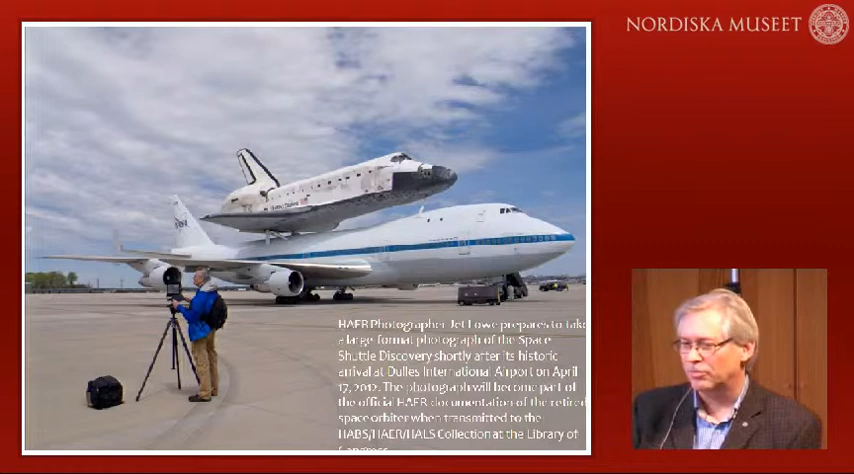 NORDISKA MUSEET
HAER Photographer Jet Lowe prepares to take
a large-format photograph of the Space
Shuttle Discovery shortly after its historic
arrival at Dulles International Airport on April
17, 2012. The photograph will become part of
the official HAER documentation of the retired
space orbiter when transmitted to the
HABS/HAER/HALS Collection at the Library of
Congress.